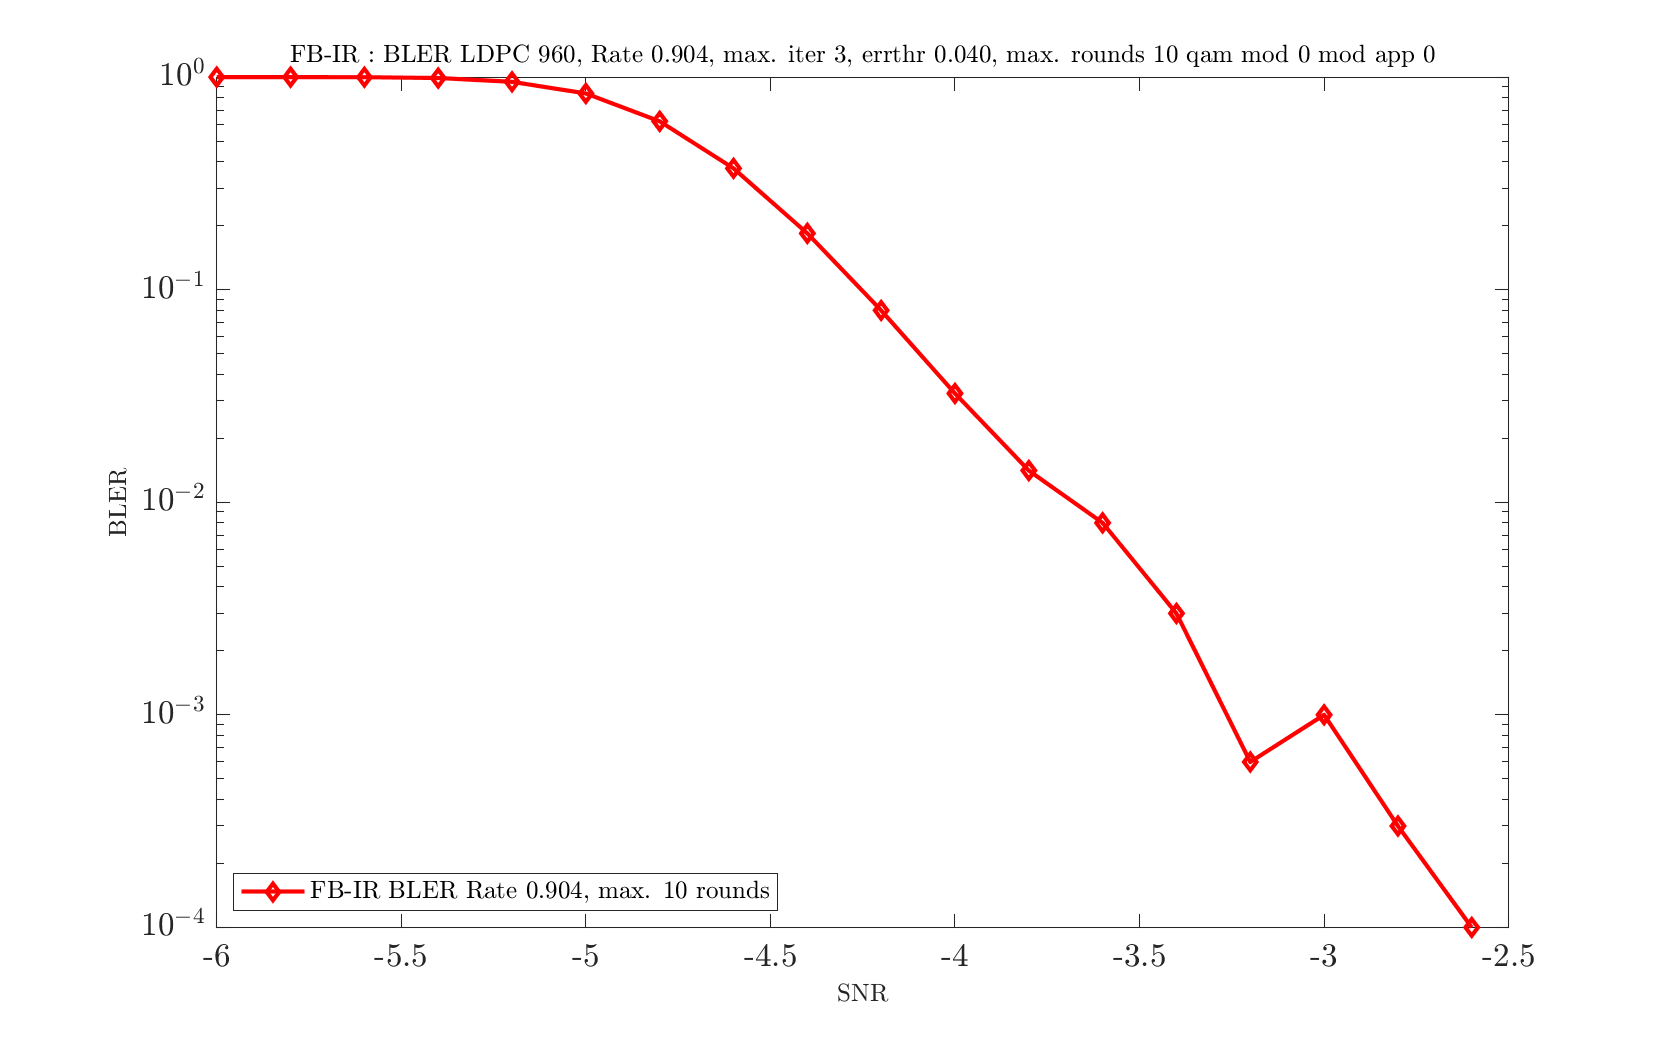 FB-IR : BLER LDPC 960, Rate 0.904, max. iter 3, errthr 0.040, max. rounds 10 qam mod 0 mod app 0
10^0
10^-1
10^-2
10^-3
10^-4
BLER
FB-IR BLER Rate 0.904, max. 10 rounds
-6 -5.5 -5 -4.5 -4 -3.5 -3 -2.5
SNR